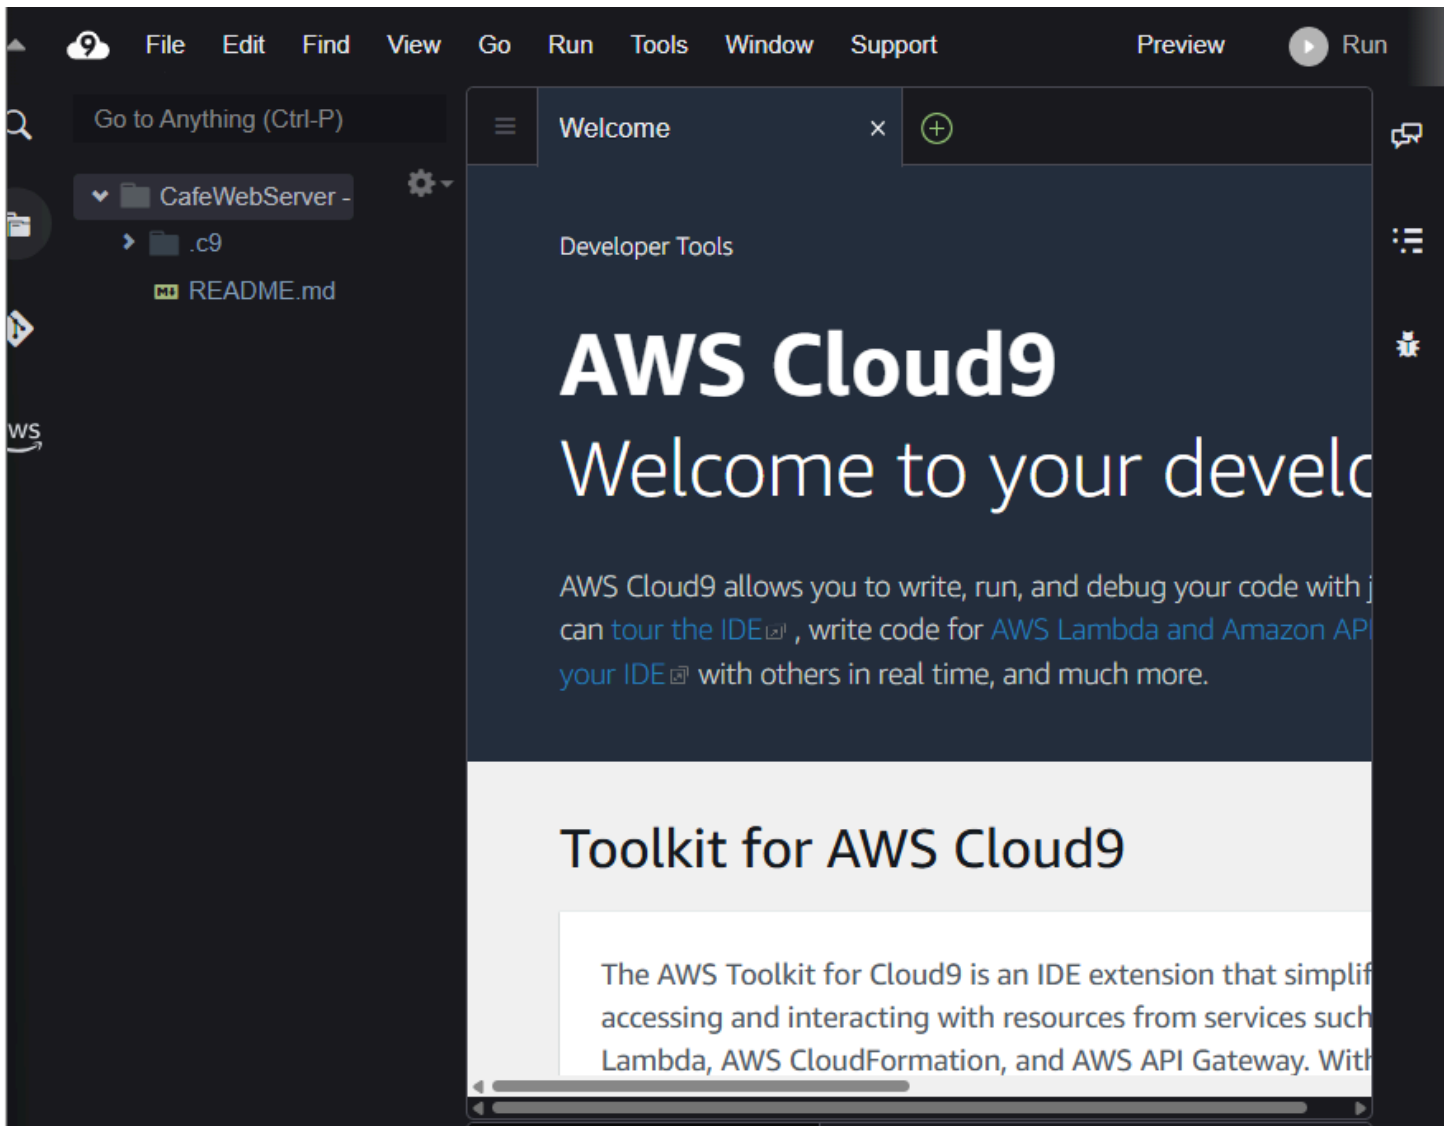 9 File Edit Find View Go Run Tools Window Support Preview Run
Go to Anything (Ctrl-P)
Welcome
CafeWebServer -
.c9
README.md
ws
Developer Tools
AWS Cloud9
Welcome to your develo
AWS Cloud9 allows you to write, run, and debug your code with j
can tour the IDE , write code for AWS Lambda and Amazon API
your IDE with others in real time, and much more.
Toolkit for AWS Cloud9
The AWS Toolkit for Cloud9 is an IDE extension that simplif
accessing and interacting with resources from services such
Lambda, AWS CloudFormation, and AWS API Gateway. With